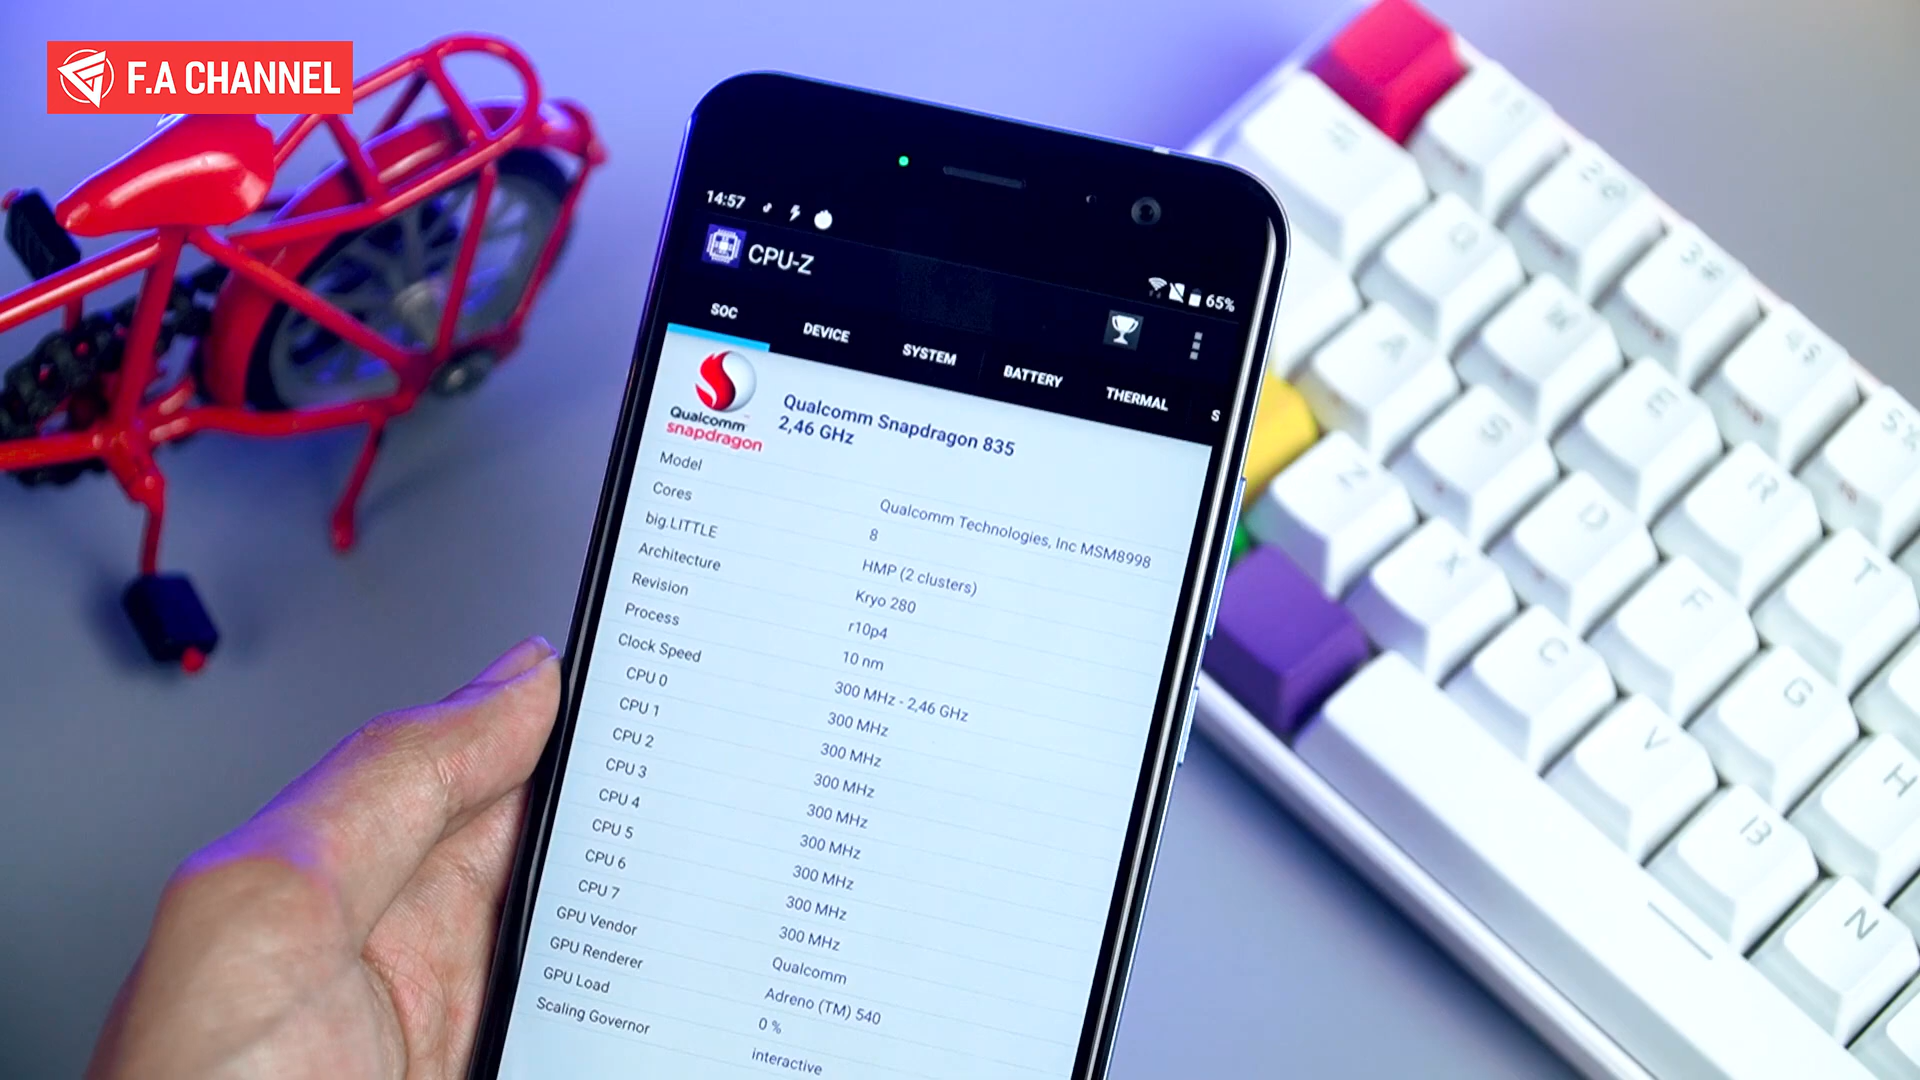 F.A CHANNEL
14:57
65%
CPU-Z
SOC DEVICE SYSTEM BATTERY THERMAL S
Qualcomm
snapdragon
Qualcomm Snapdragon 835
2,46 GHz
Model Qualcomm Technologies, Inc MSM8998
Cores 8
big.LITTLE HMP (2 clusters)
Architecture Kryo 280
Revision r10p4
Process 10 nm
Clock Speed 300 MHz - 2,46 GHz
CPU 0 300 MHz
CPU 1 300 MHz
CPU 2 300 MHz
CPU 3 300 MHz
CPU 4 300 MHz
CPU 5 300 MHz
CPU 6 300 MHz
CPU 7 300 MHz
GPU Vendor Qualcomm
GPU Renderer Adreno (TM) 540
GPU Load 0 %
Scaling Governor interactive
Q W E R T
A S D F G H
Z X C V B N